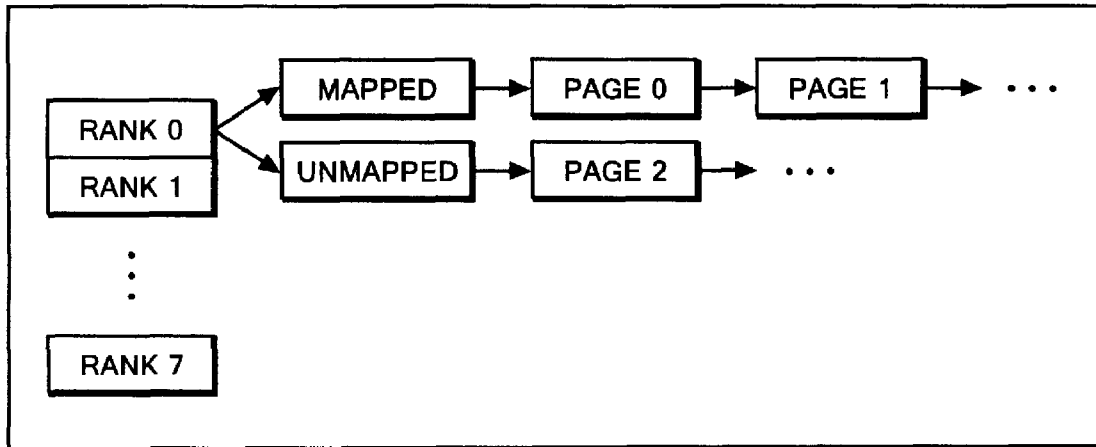 MAPPED
PAGE 0
PAGE 1
...
RANK 0
UNMAPPED
PAGE 2
...
RANK 1
RANK 7